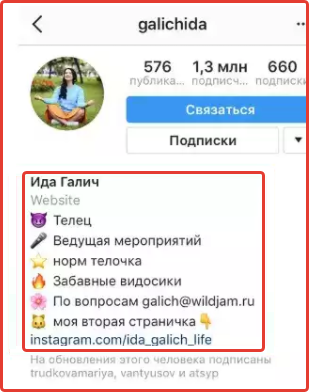 galichida
576 1,3 млн 660
публика... подписч... подписки
Связаться
Подписки
Ида Галич
Website
😈 Телец
🎤 Ведущая мероприятий
⭐ норм телочка
🔥 Забавные видосики
🌸 По вопросам galich@wildjam.ru
🐱 моя вторая страничка👇
instagram.com/ida_galich_life
На обновления этого человека подписаны
trudkovamariya, vantyusov и atsyp